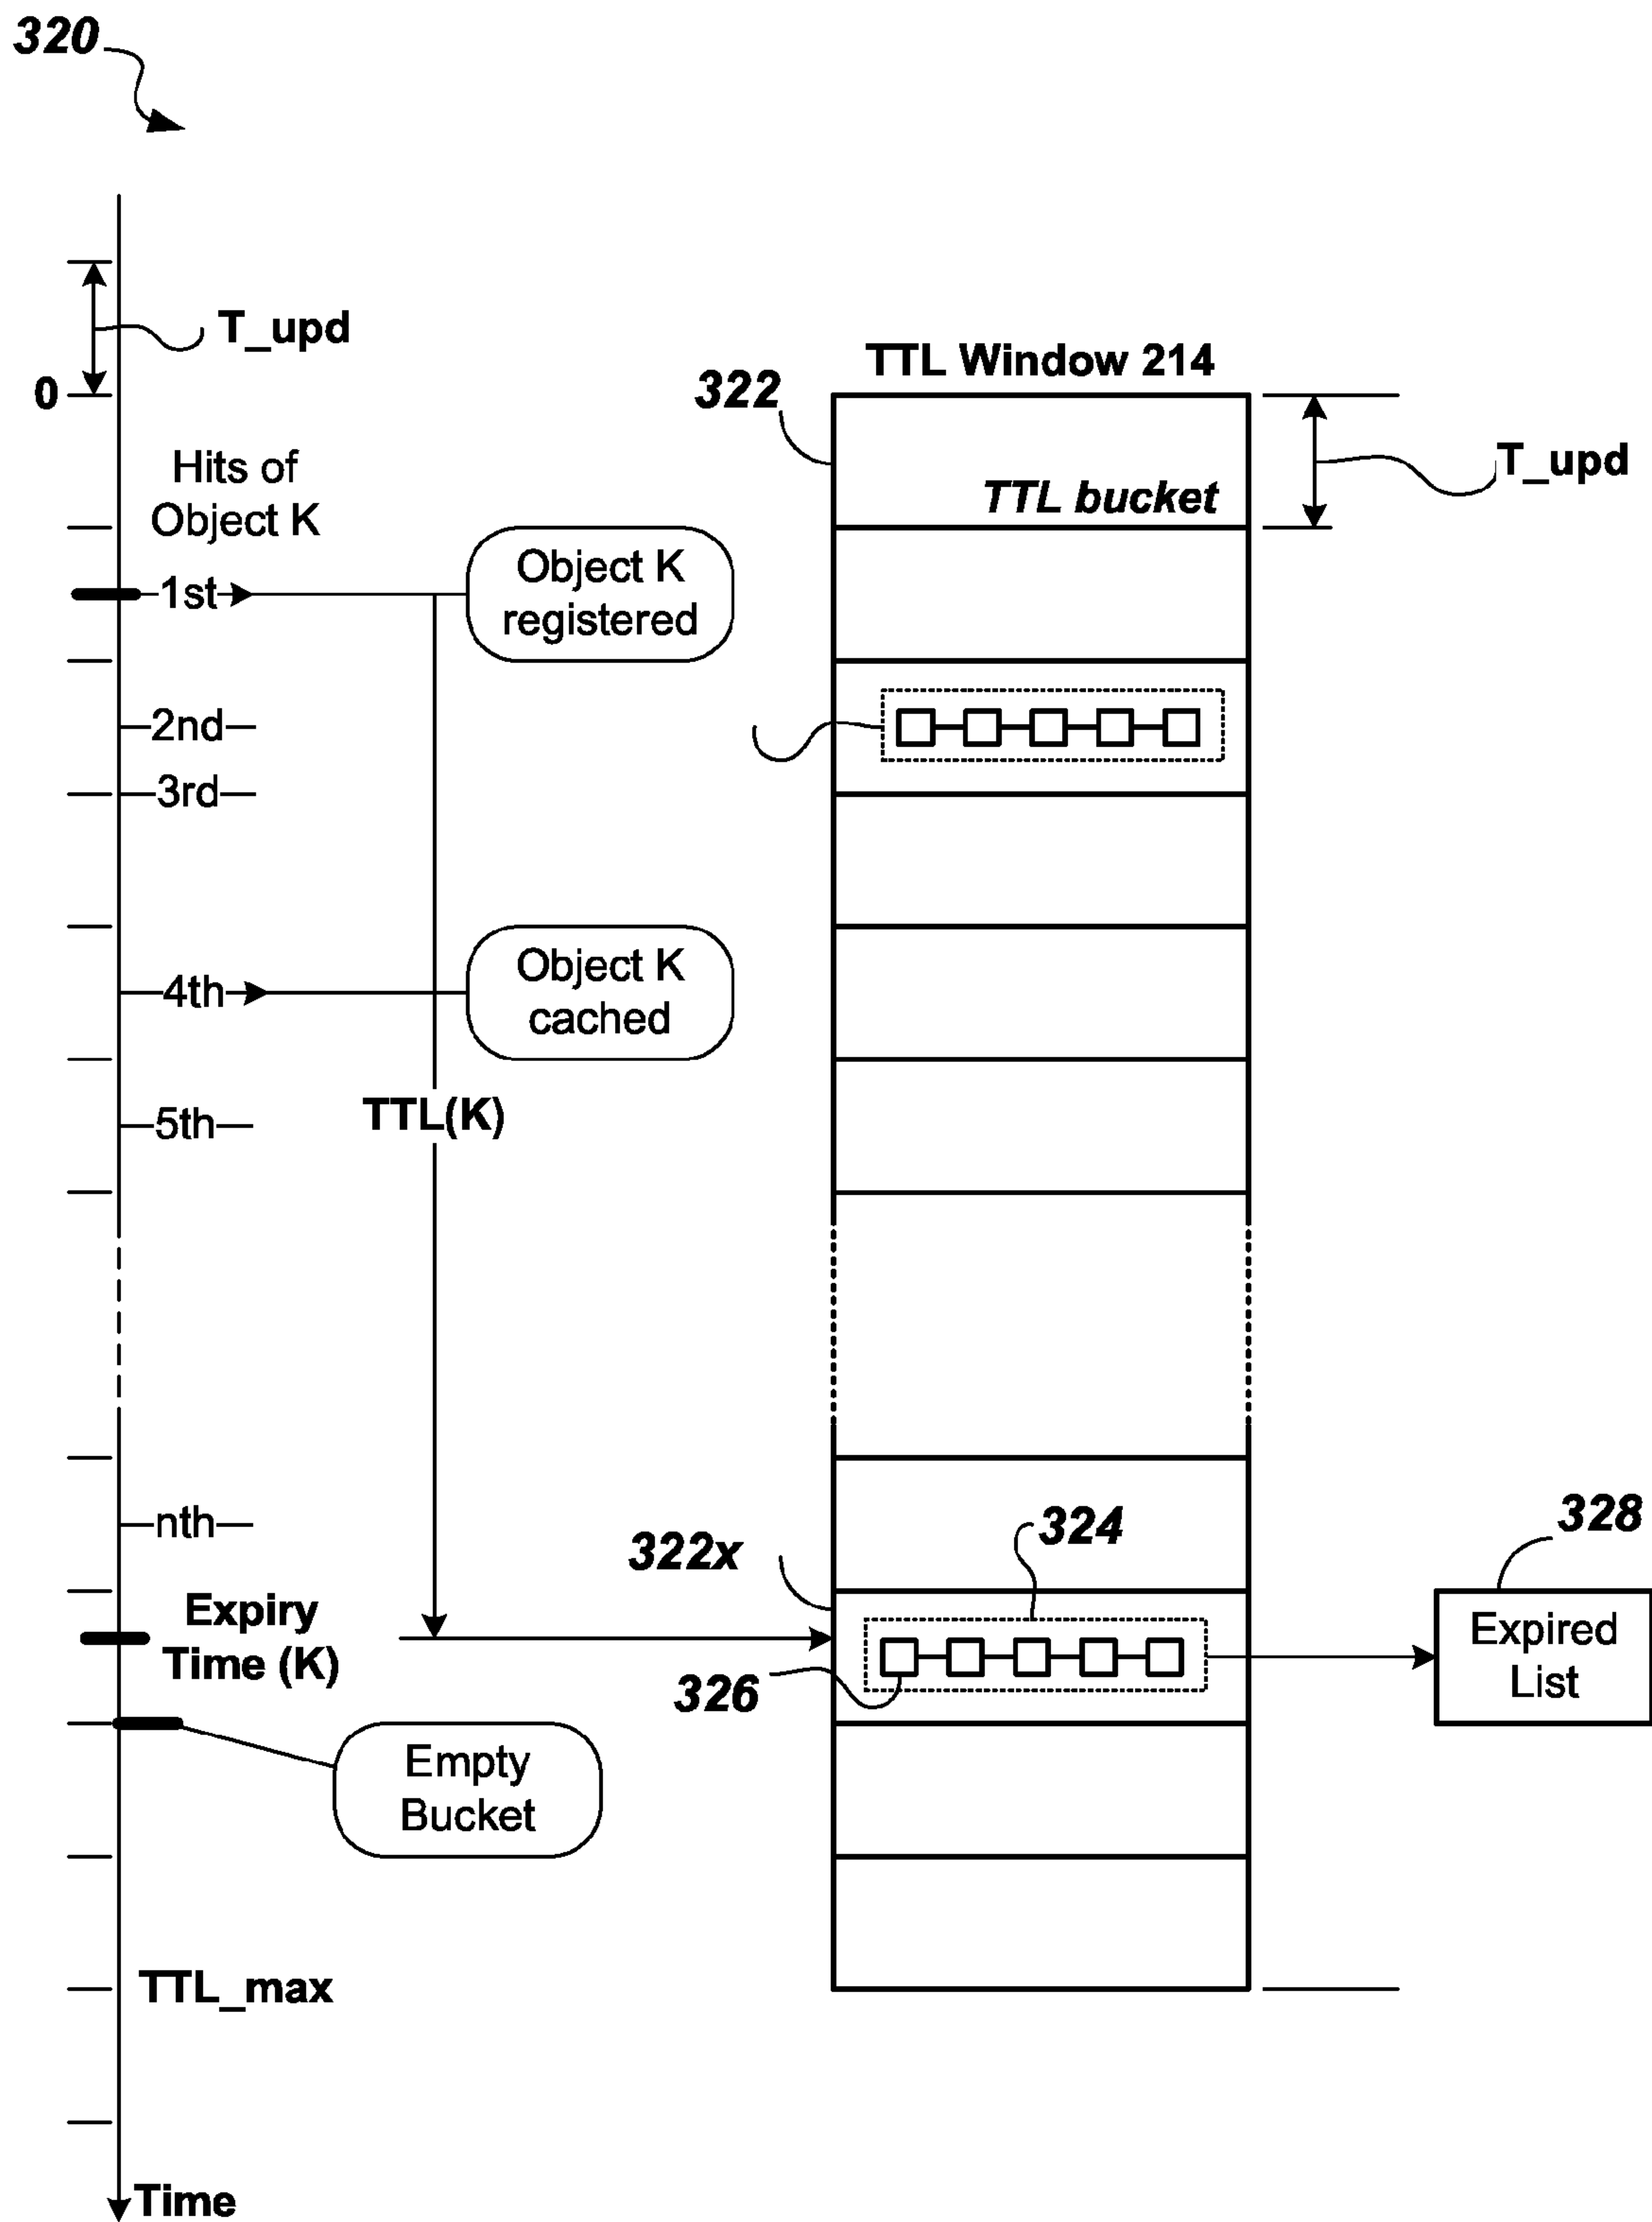 320
T_upd
0
TTL Window 214
322
T_upd
TTL bucket
Hits of
Object K
1st
Object K
registered
2nd
3rd
4th
Object K
cached
TTL(K)
5th
nth
324
328
322x
Expiry
Time (K)
326
Expired
List
Empty
Bucket
TTL_max
Time